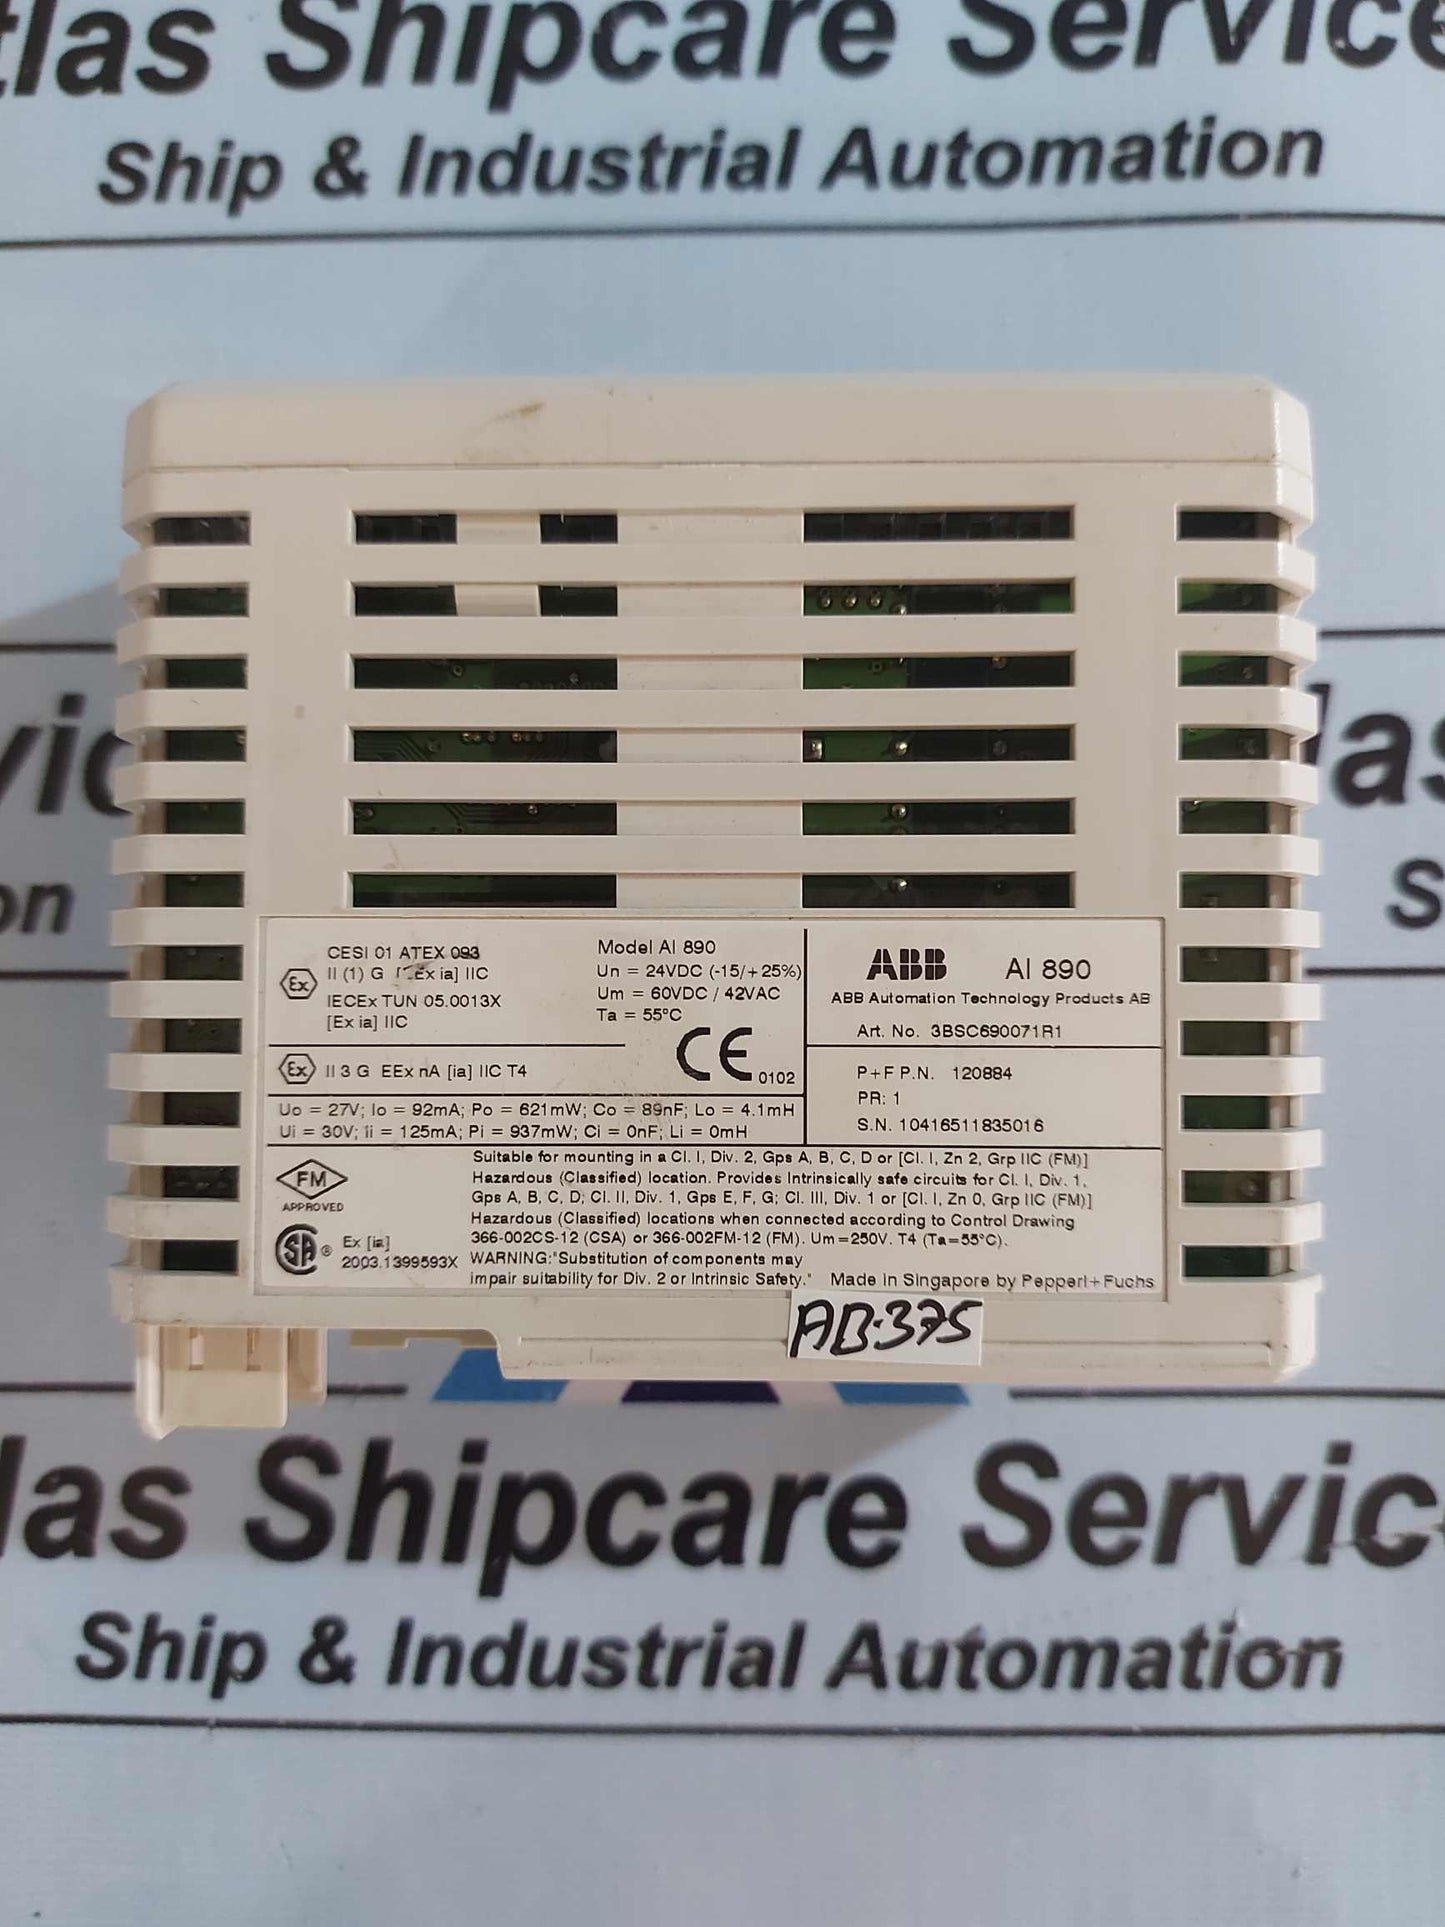 tlas Shipcare Service
Ship & Industrial Automation
CESI 01 ATEX 093
II (1) G [EEx ia] IIC
IECEx TUN 05.0013X
[Ex ia] IIC
Ex
Model AI 890
Un = 24VDC (-15/+25%)
Um = 60VDC / 42VAC
Ta = 55°C
CE 0102
Ex II 3 G EEx nA [ia] IIC T4
Uo = 27V; Io = 92mA; Po = 621mW; Co = 89nF; Lo = 4.1mH
Ui = 30V; Ii = 125mA; Pi = 937mW; Ci = 0nF; Li = 0mH
ABB AI 890
ABB Automation Technology Products AB
Art. No. 3BSC690071R1
P+F P.N. 120884
PR: 1
S.N. 10416511835016
FM
APPROVED
SA ® Ex [ia]
2003.1399593X
Suitable for mounting in a Cl. I, Div. 2, Gps A, B, C, D or [Cl. I, Zn 2, Grp IIC (FM)]
Hazardous (Classified) location. Provides Intrinsically safe circuits for Cl. I, Div. 1,
Gps A, B, C, D; Cl. II, Div. 1, Gps E, F, G; Cl. III, Div. 1 or [Cl. I, Zn 0, Grp IIC (FM)]
Hazardous (Classified) locations when connected according to Control Drawing
366-002CS-12 (CSA) or 366-002FM-12 (FM). Um=250V. T4 (Ta=55°C).
WARNING:"Substitution of components may
impair suitability for Div. 2 or Intrinsic Safety." Made in Singapore by Pepperl+Fuchs
AB-375
las Shipcare Servic
Ship & Industrial Automation